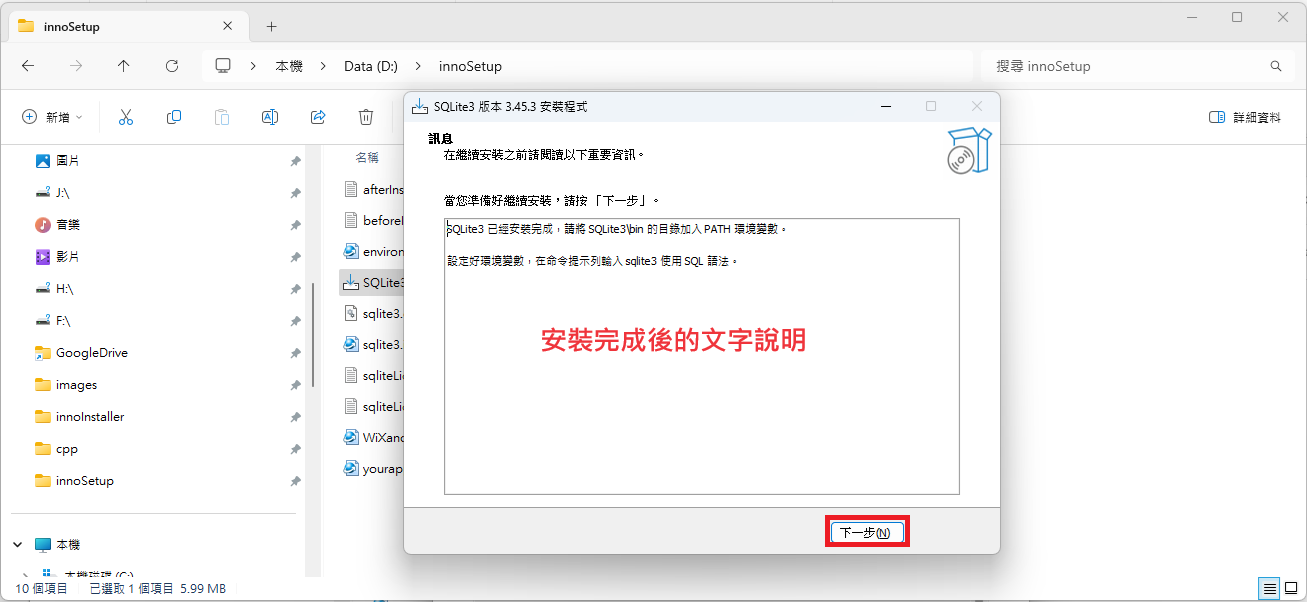 innoSetup
本機
Data (D:)
innoSetup
搜尋 innoSetup
新增
詳細資料
圖片
J:\
音樂
影片
H:\
F:\
GoogleDrive
images
innoInstaller
cpp
innoSetup
本機
本機磁碟 (C:)
名稱
afterIns
beforeI
environ
SQLite3
sqlite3.
sqlite3.
sqliteLi
sqliteLi
WiXand
yourap
SQLite3 版本 3.45.3 安裝程式
訊息
在繼續安裝之前請閱讀以下重要資訊。
當您準備好繼續安裝，請按「下一步」。
SQLite3 已經安裝完成，請將 SQLite3\bin 的目錄加入 PATH 環境變數。
設定好環境變數，在命令提示列輸入 sqlite3 使用 SQL 語法。
安裝完成後的文字說明
下一步(N)
10 個項目
已選取 1 個項目 5.99 MB